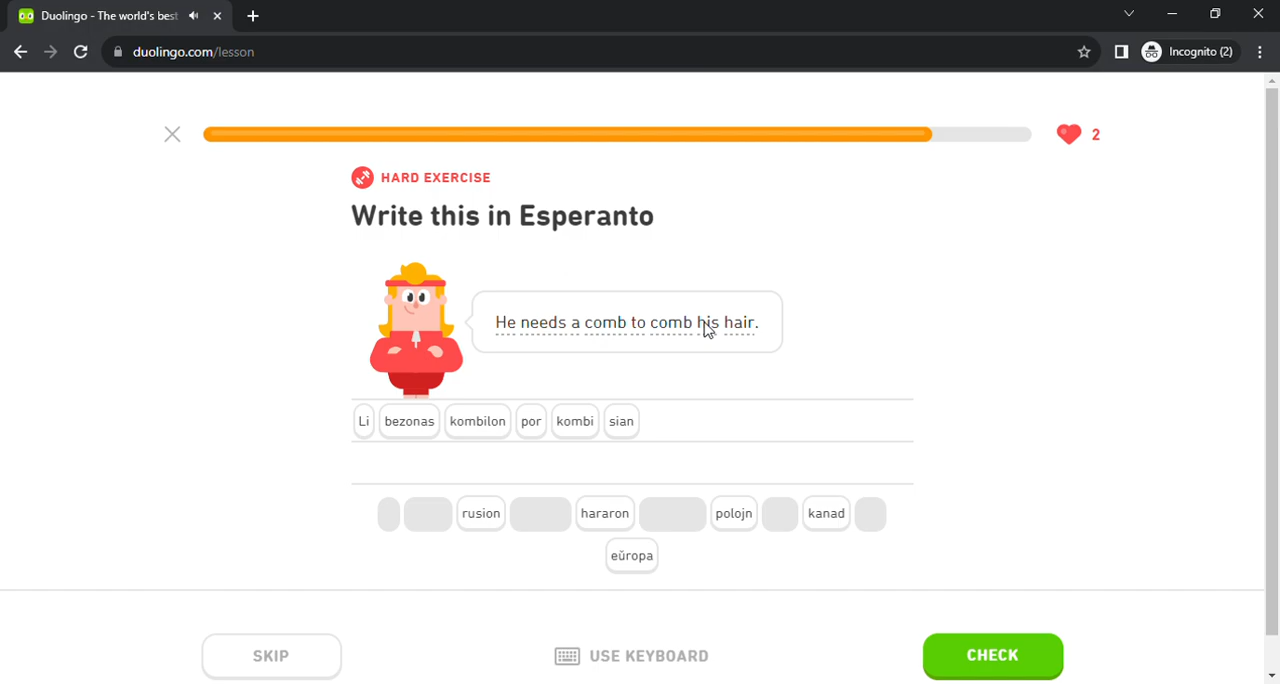 Duolingo - The world's best
duolingo.com/lesson
Incognito (2)
2
HARD EXERCISE
Write this in Esperanto
He needs a comb to comb his hair.
Li bezonas kombilon por kombi sian
rusion hararon polojn kanad
eŭropa
SKIP
USE KEYBOARD
CHECK